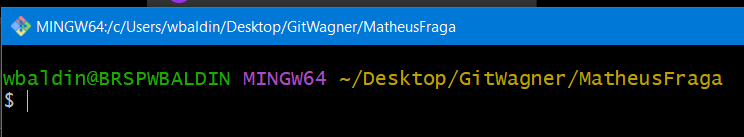 MINGW64:/c/Users/wbaldin/Desktop/GitWagner/MatheusFraga
wbaldin@BRSPWBALDIN MINGW64 ~/Desktop/GitWagner/MatheusFraga
$